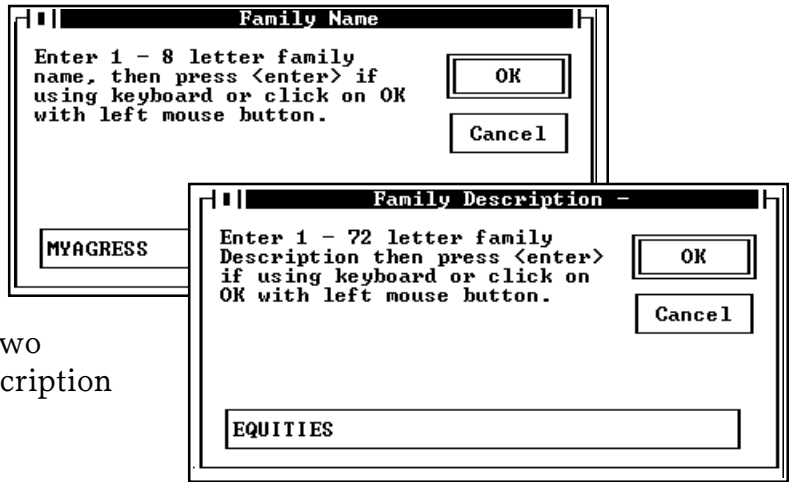 Family Name
Enter 1 - 8 letter family
name, then press <enter> if
using keyboard or click on OK
with left mouse button.
OK
Cancel
MYAGRESS
Family Description -
Enter 1 - 72 letter family
Description then press <enter>
if using keyboard or click on
OK with left mouse button.
OK
Cancel
EQUITIES